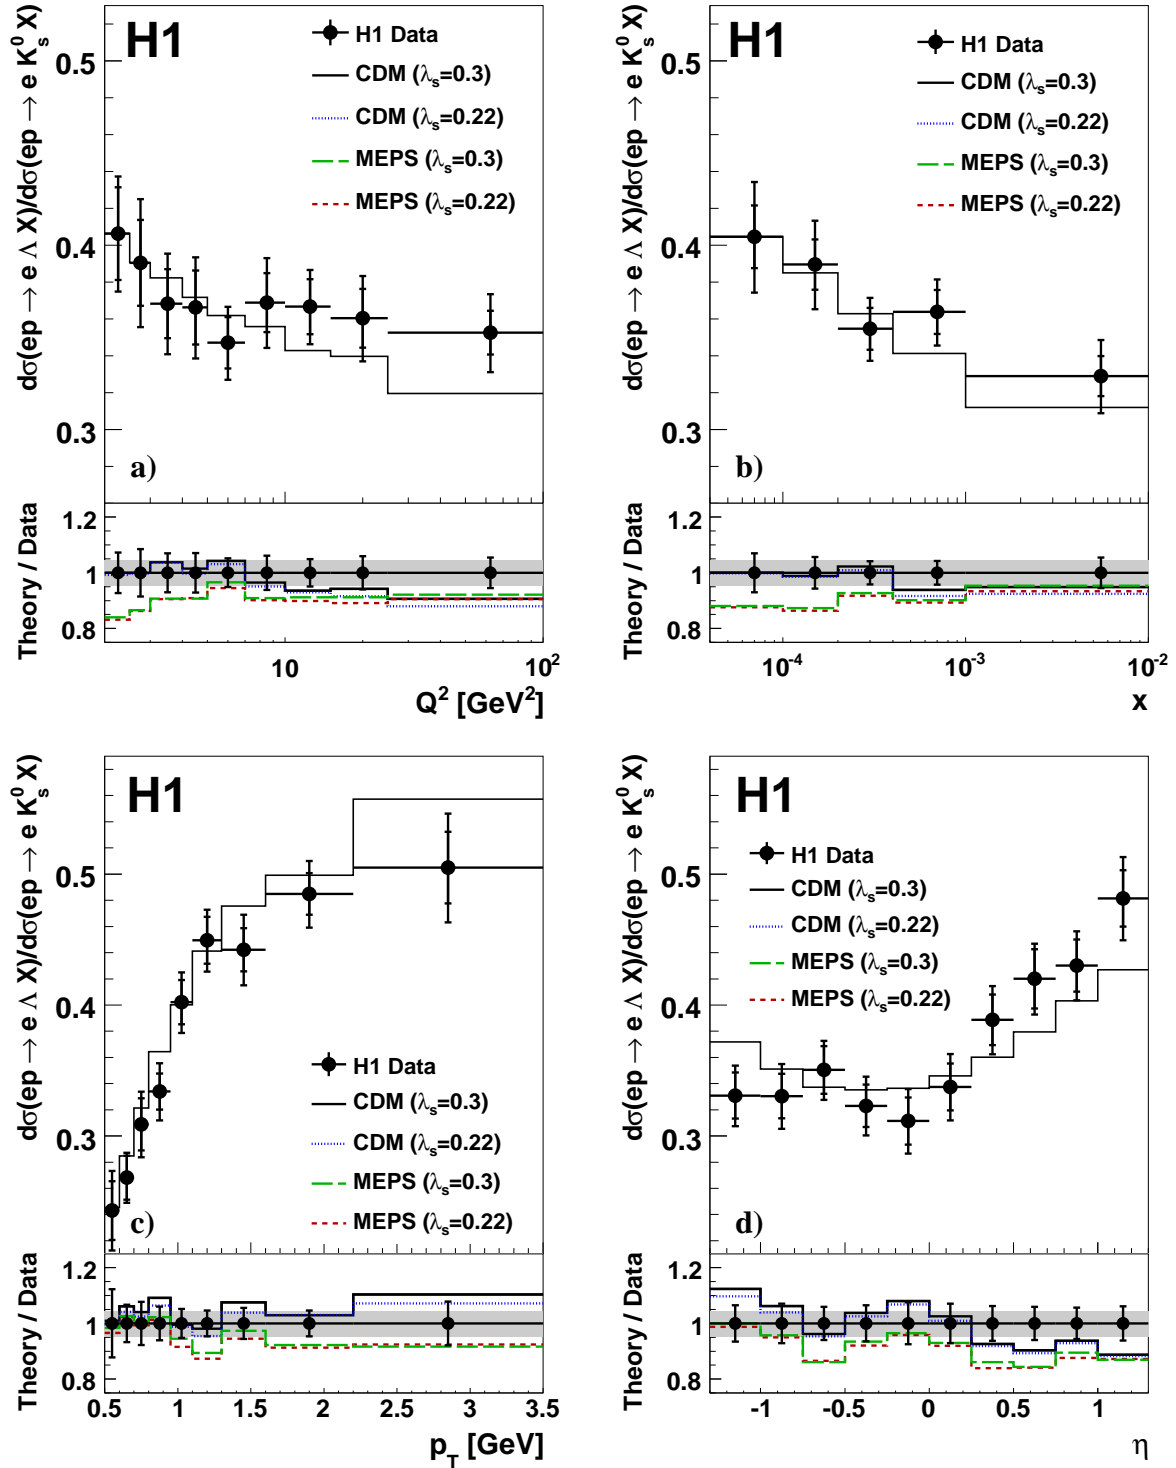 H1
H1 Data
CDM (λs=0.3)
CDM (λs=0.22)
MEPS (λs=0.3)
MEPS (λs=0.22)
dσ(ep → e Λ X)/dσ(ep → e K⁰s X)
0.5
0.4
0.3
a)
Theory / Data
1.2
1
0.8
10
10²
Q² [GeV²]
H1
H1 Data
CDM (λs=0.3)
CDM (λs=0.22)
MEPS (λs=0.3)
MEPS (λs=0.22)
dσ(ep → e Λ X)/dσ(ep → e K⁰s X)
0.5
0.4
0.3
b)
Theory / Data
1.2
1
0.8
10⁻⁴
10⁻³
10⁻²
x
H1
dσ(ep → e Λ X)/dσ(ep → e K⁰s X)
0.5
0.4
0.3
H1 Data
CDM (λs=0.3)
CDM (λs=0.22)
MEPS (λs=0.3)
MEPS (λs=0.22)
c)
Theory / Data
1.2
1
0.8
0.5 1 1.5 2 2.5 3 3.5
pT [GeV]
H1
H1 Data
CDM (λs=0.3)
CDM (λs=0.22)
MEPS (λs=0.3)
MEPS (λs=0.22)
dσ(ep → e Λ X)/dσ(ep → e K⁰s X)
0.5
0.4
0.3
d)
Theory / Data
1.2
1
0.8
-1 -0.5 0 0.5 1
η